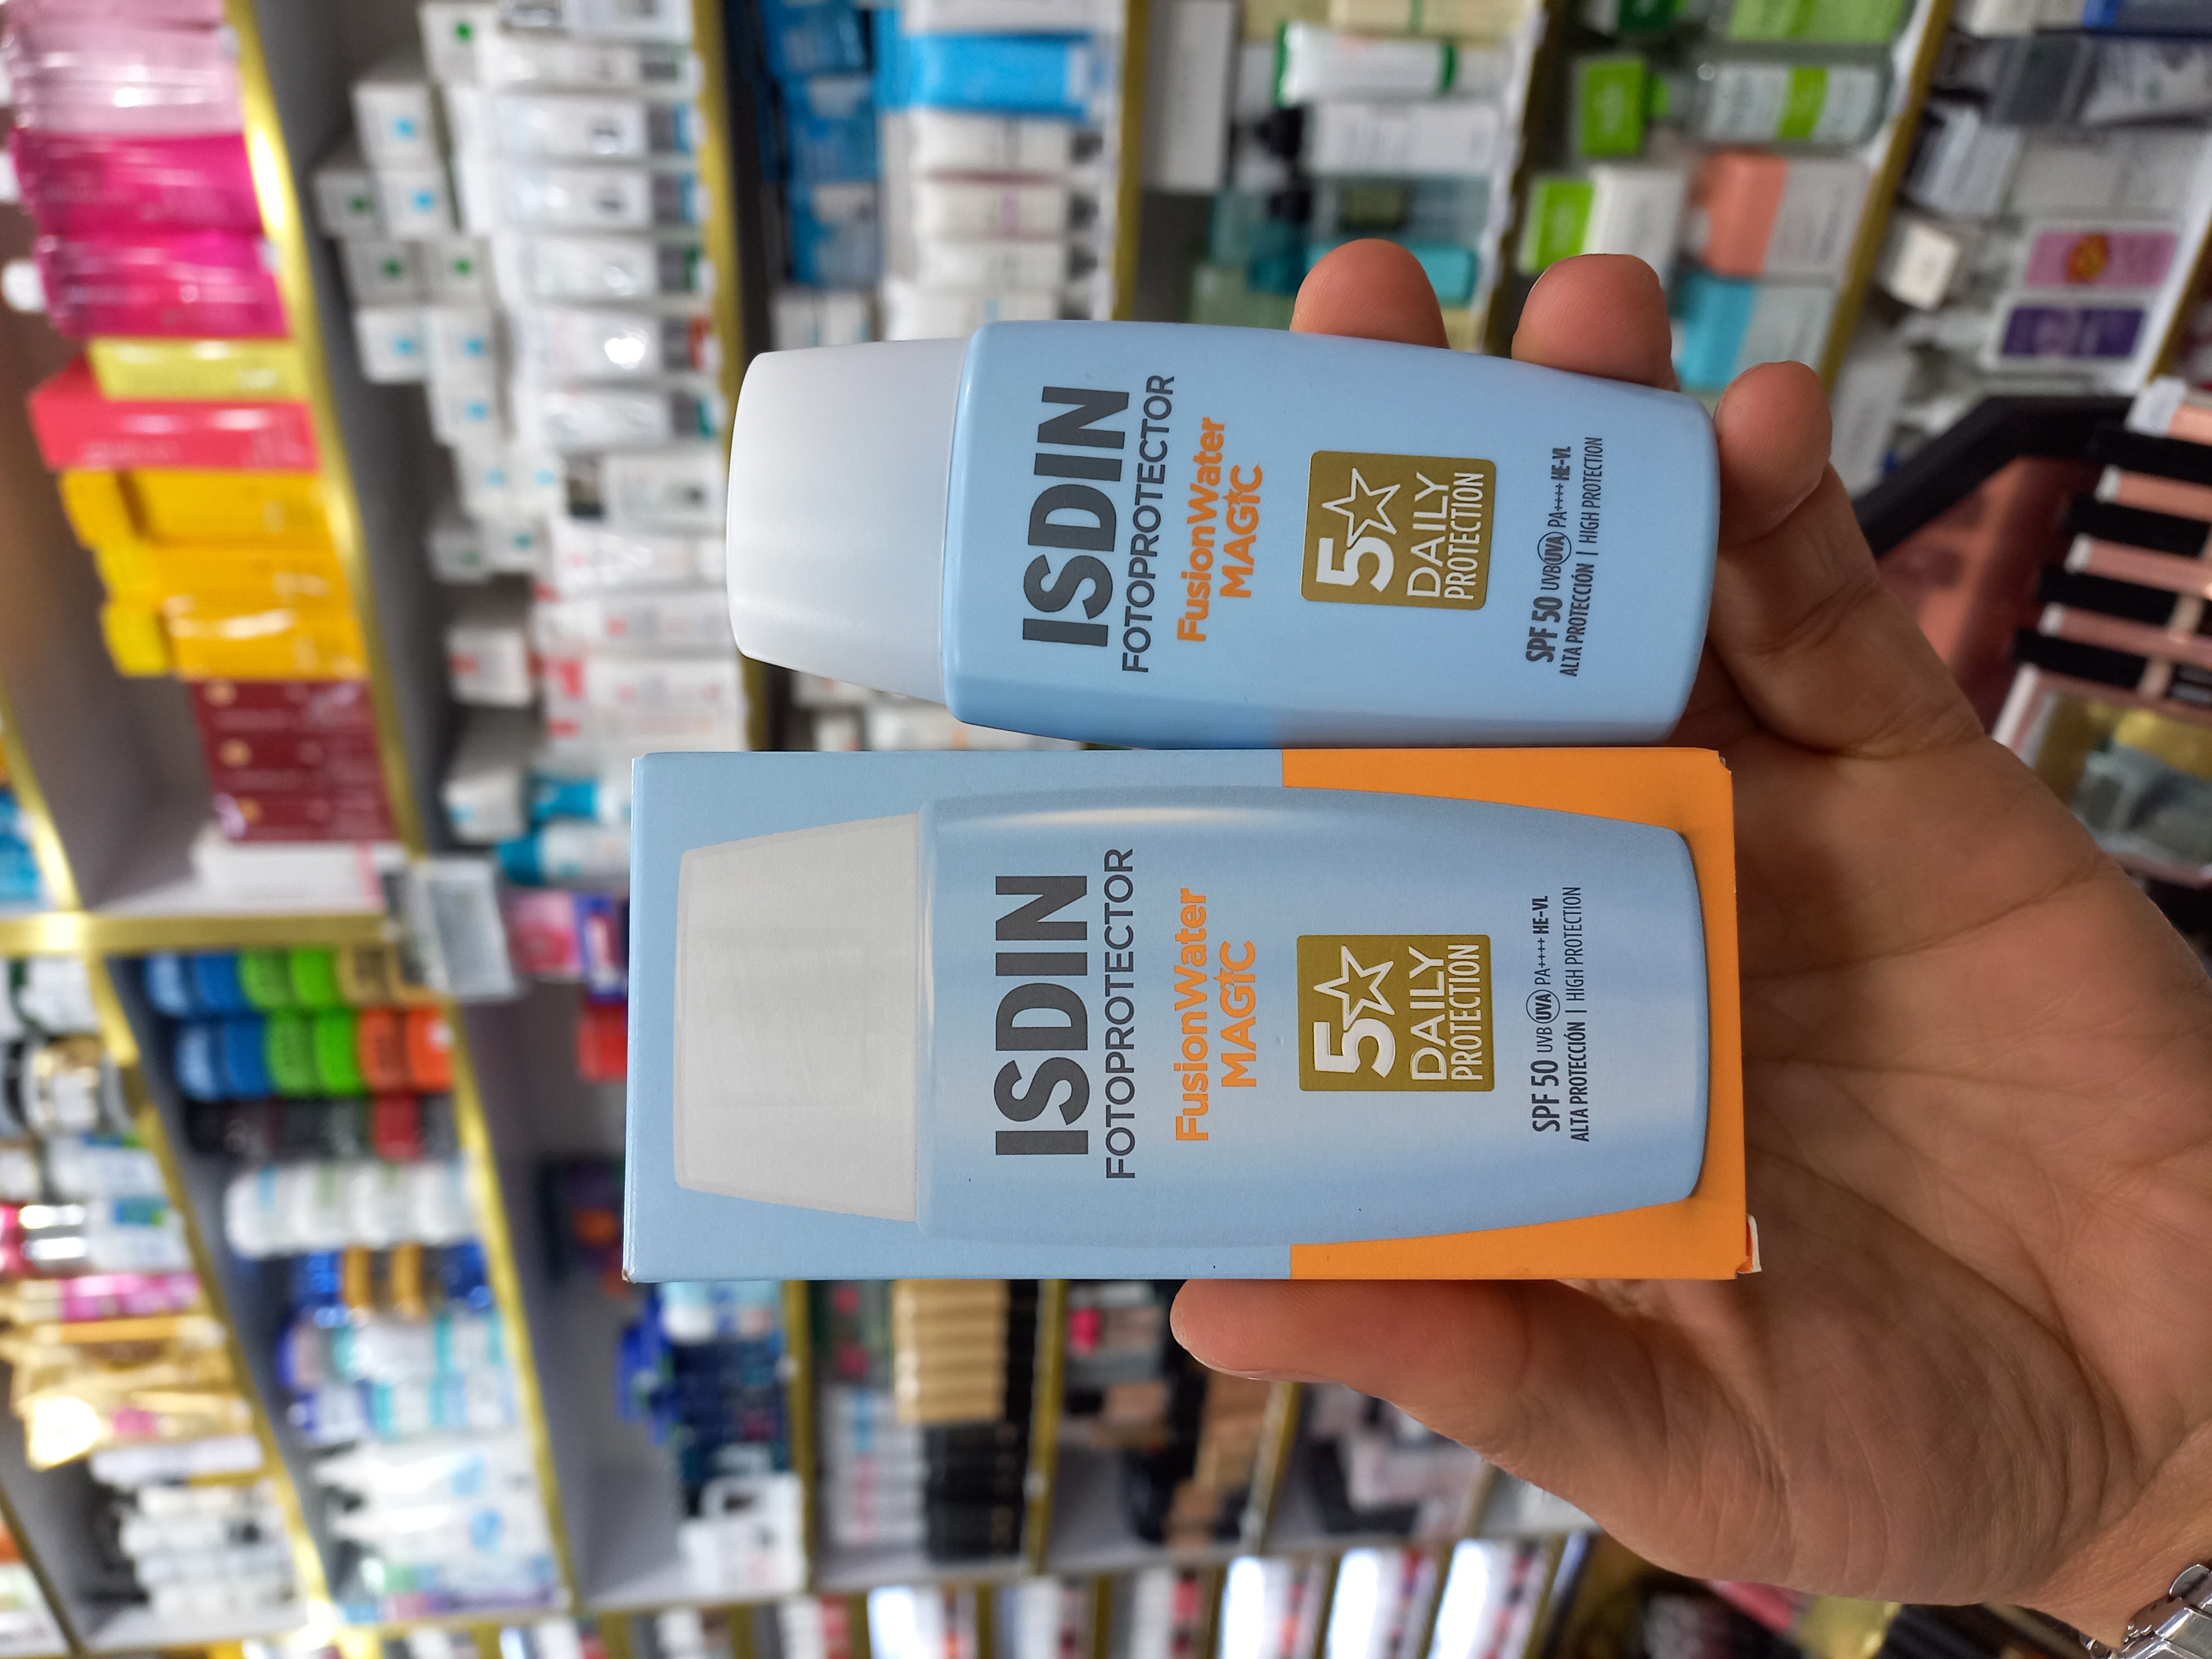 ISDIN
FOTOPROTECTOR
FusionWater
MAGIC
5
DAILY
PROTECTION
SPF 50 UVB UVA PA++++ HE-VL
ALTA PROTECCIÓN | HIGH PROTECTION
ISDIN
FOTOPROTECTOR
FusionWater
MAGIC
5
DAILY
PROTECTION
SPF 50 UVB UVA PA++++ HE-VL
ALTA PROTECCIÓN | HIGH PROTECTION